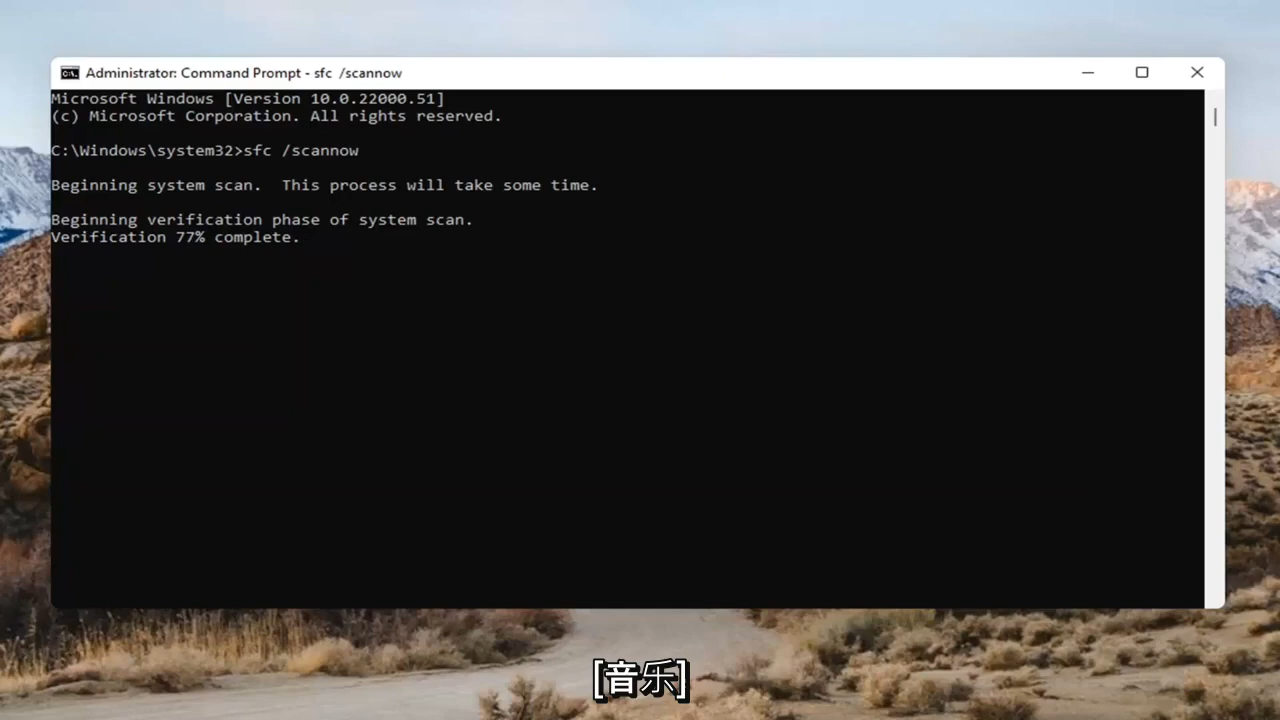 Administrator: Command Prompt - sfc  /scannow
Microsoft Windows [Version 10.0.22000.51]
(c) Microsoft Corporation. All rights reserved.
C:\Windows\system32>sfc /scannow
Beginning system scan.  This process will take some time.
Beginning verification phase of system scan.
Verification 77% complete.
[音乐]